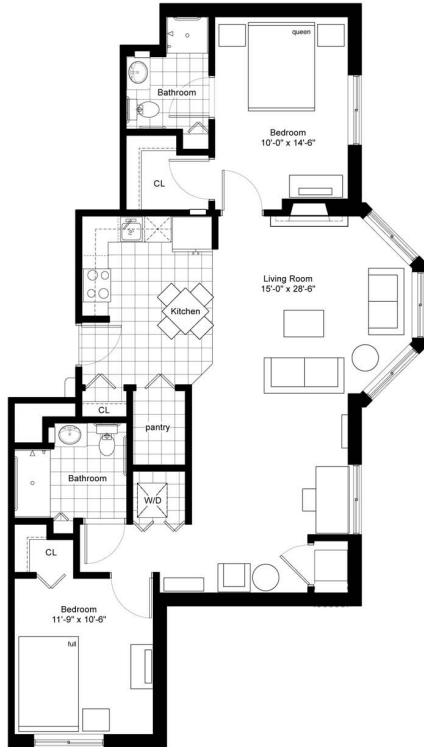 queen
Bathroom
Bedroom
10'-0" x 14'-6"
CL
Living Room
15'-0" x 28'-6"
Kitchen
CL
pantry
Bathroom
W/D
CL
Bedroom
11'-9" x 10'-6"
full